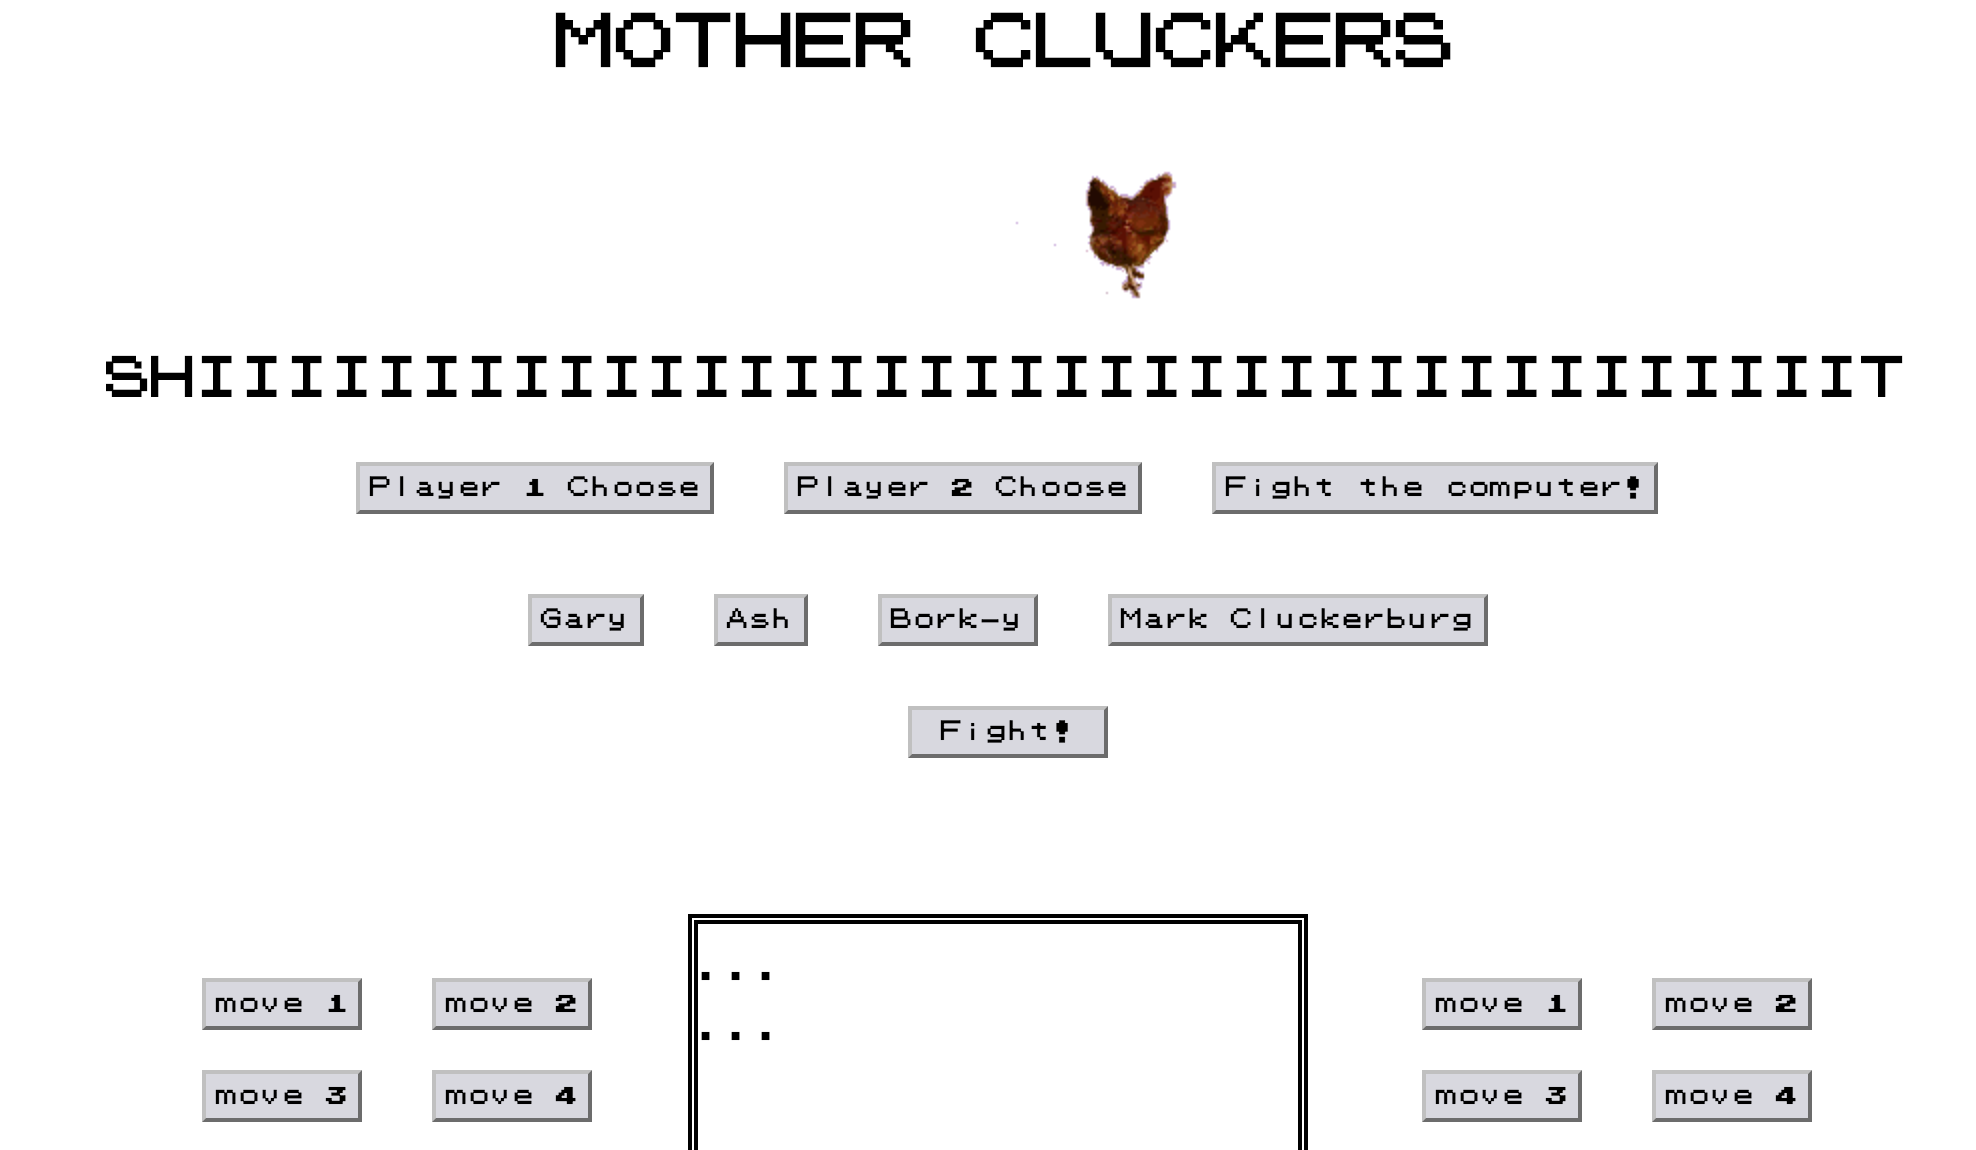 MOTHER CLUCKERS
SHIIIIIIIIIIIIIIIIIIIIIIIIIIIIIIIIIIIIIT
Player 1 Choose Player 2 Choose Fight the computer!
Gary Ash Bork-y Mark Cluckerburg
Fight!
...
move 1 move 2 move 1 move 2
...
move 3 move 4 move 3 move 4